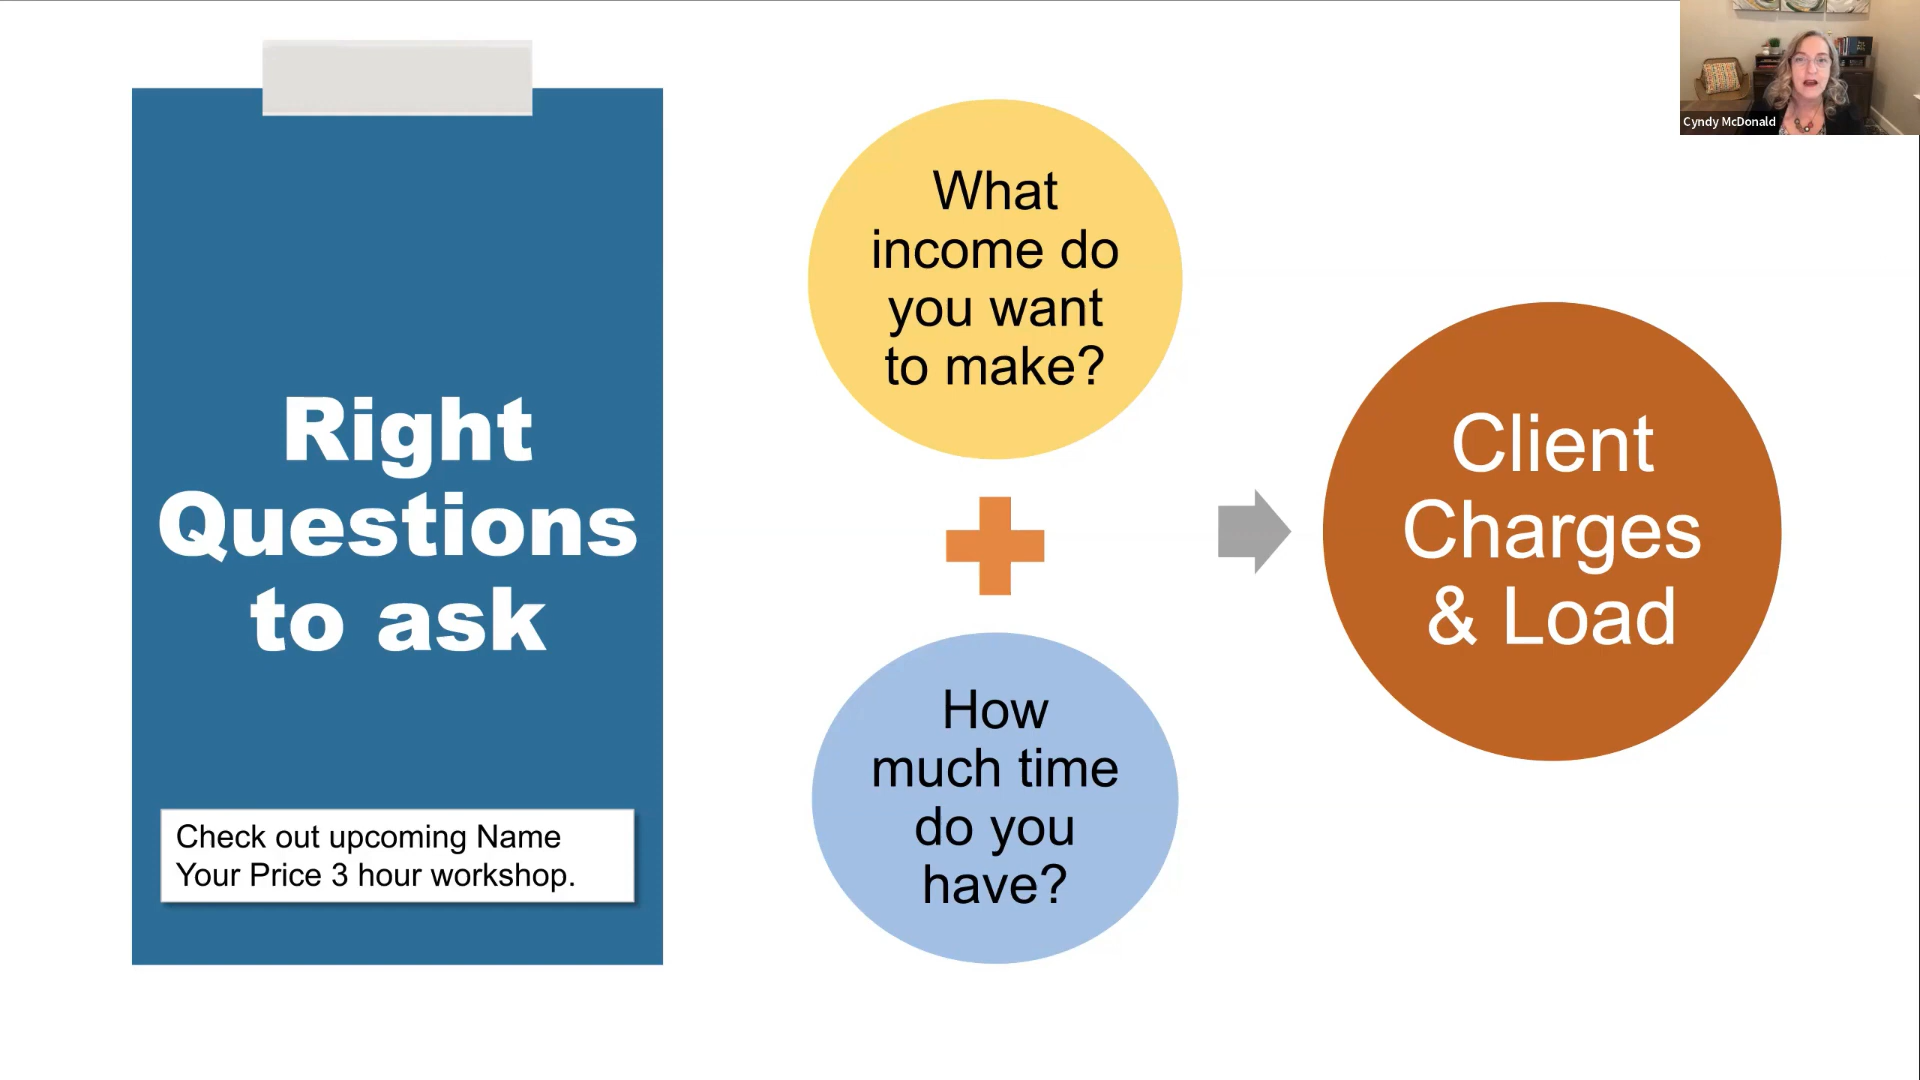 Right
Questions
to ask
Check out upcoming Name
Your Price 3 hour workshop.
What
income do
you want
to make?
How
much time
do you
have?
Client
Charges
& Load
Cyndy McDonald